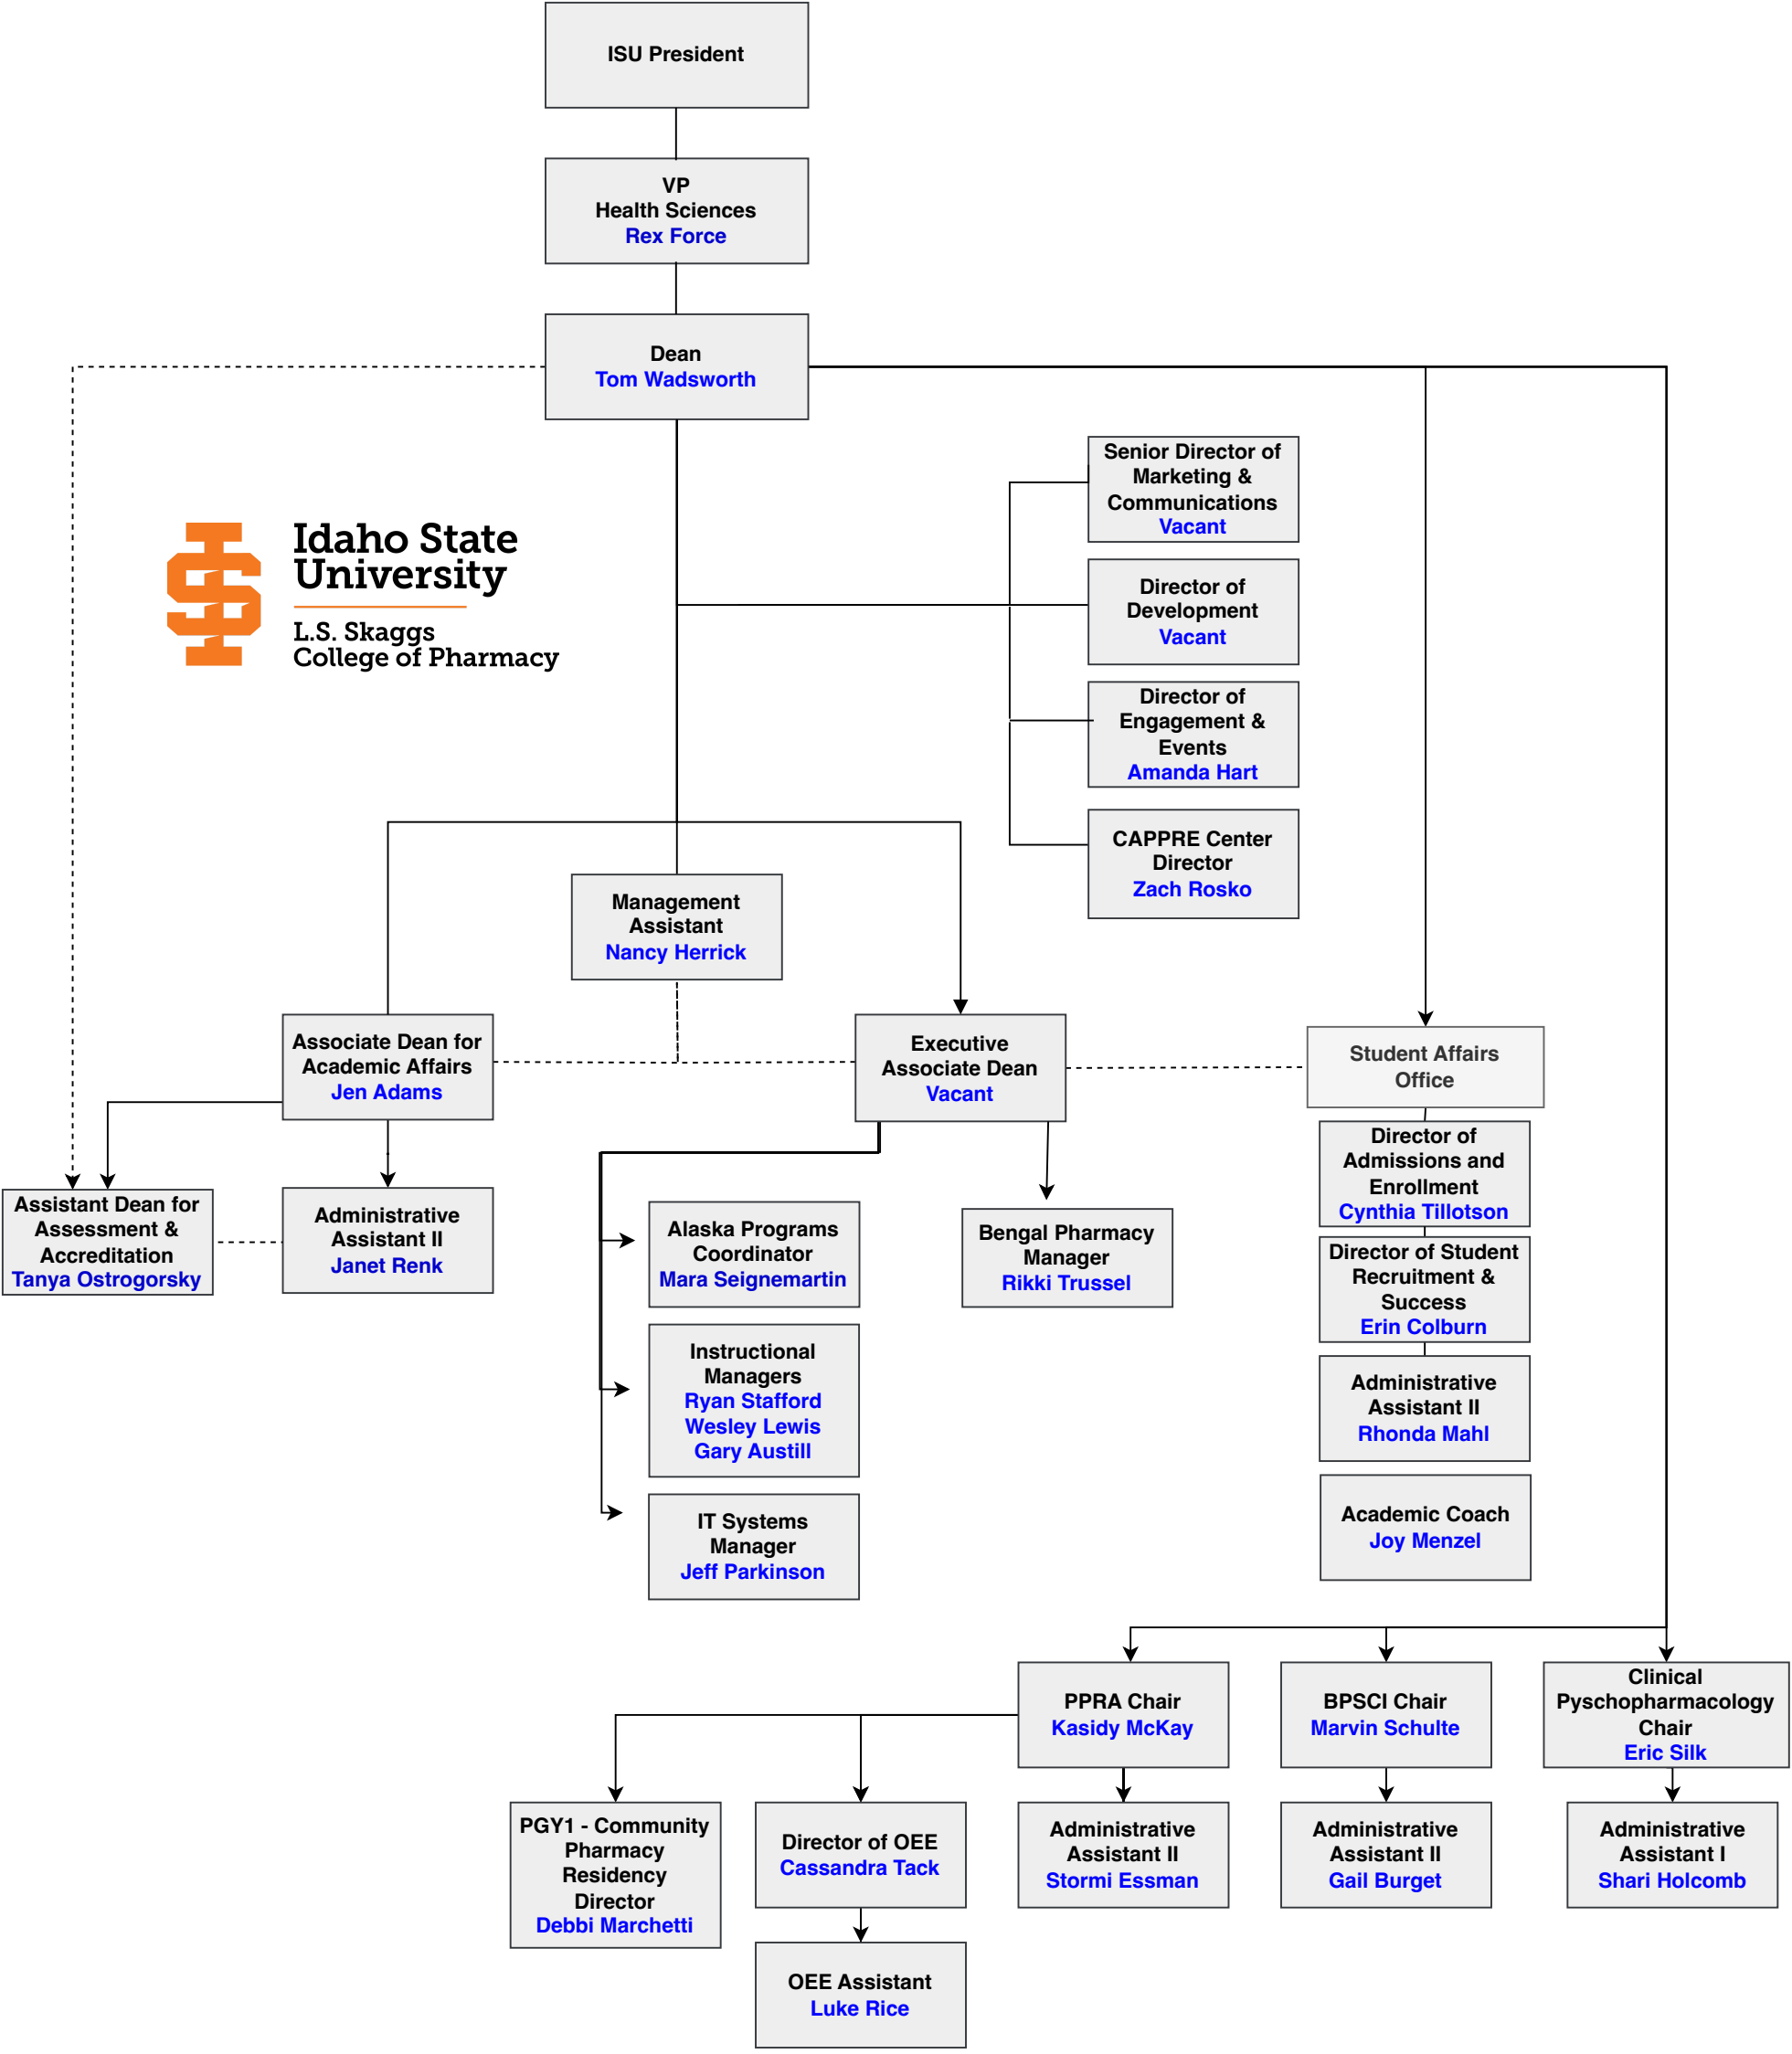 ISU President
VP
Health Sciences
Rex Force
Dean
Tom Wadsworth
Senior Director of
Marketing &
Communications
Vacant
Idaho State
University
L.S. Skaggs
College of Pharmacy
Director of
Development
Vacant
Director of
Engagement &
Events
Amanda Hart
CAPPRE Center
Director
Zach Rosko
Management
Assistant
Nancy Herrick
Associate Dean for
Academic Affairs
Jen Adams
Executive
Associate Dean
Vacant
Student Affairs
Office
Director of
Admissions and
Enrollment
Cynthia Tillotson
Assistant Dean for
Assessment &
Accreditation
Tanya Ostrogorsky
Administrative
Assistant II
Janet Renk
Alaska Programs
Coordinator
Mara Seignemartin
Bengal Pharmacy
Manager
Rikki Trussel
Director of Student
Recruitment &
Success
Erin Colburn
Instructional
Managers
Ryan Stafford
Wesley Lewis
Gary Austill
Administrative
Assistant II
Rhonda Mahl
IT Systems
Manager
Jeff Parkinson
Academic Coach
Joy Menzel
PPRA Chair
Kasidy McKay
BPSCI Chair
Marvin Schulte
Clinical
Pyschopharmacology
Chair
Eric Silk
PGY1 - Community
Pharmacy
Residency
Director
Debbi Marchetti
Director of OEE
Cassandra Tack
Administrative
Assistant II
Stormi Essman
Administrative
Assistant II
Gail Burget
Administrative
Assistant I
Shari Holcomb
OEE Assistant
Luke Rice